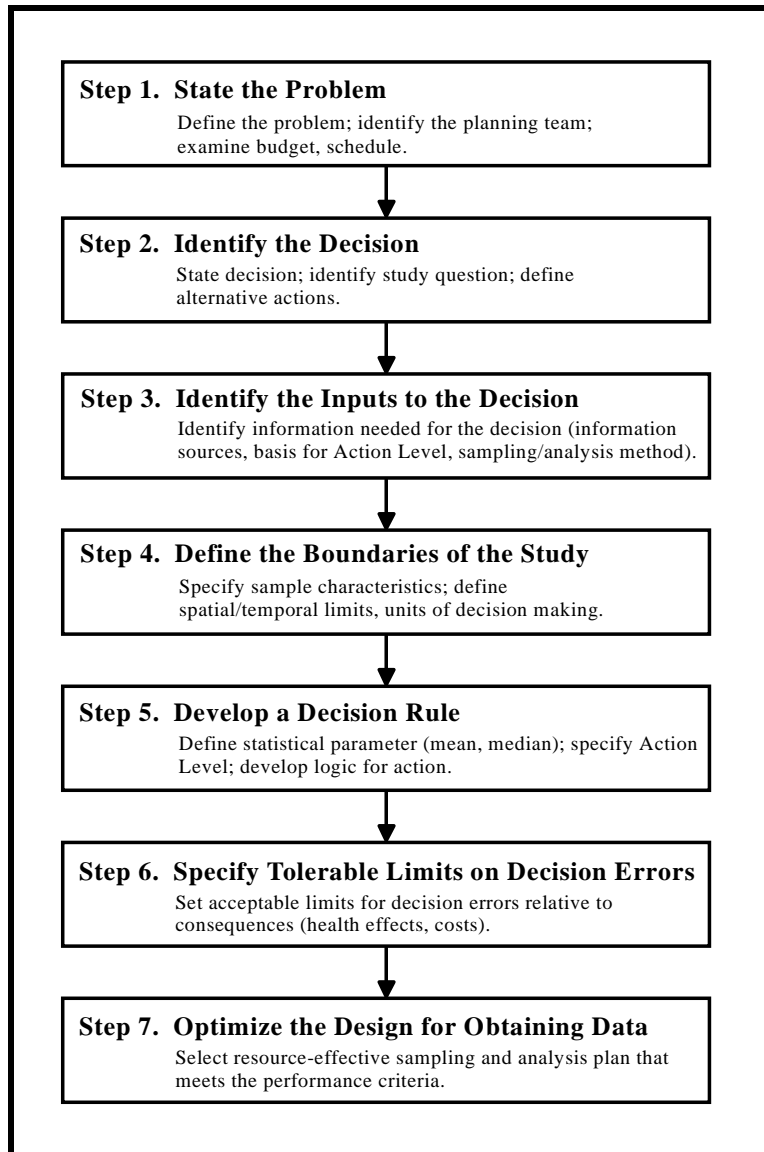 Step 1. State the Problem
Define the problem; identify the planning team;
examine budget, schedule.
Step 2. Identify the Decision
State decision; identify study question; define
alternative actions.
Step 3. Identify the Inputs to the Decision
Identify information needed for the decision (information
sources, basis for Action Level, sampling/analysis method).
Step 4. Define the Boundaries of the Study
Specify sample characteristics; define
spatial/temporal limits, units of decision making.
Step 5. Develop a Decision Rule
Define statistical parameter (mean, median); specify Action
Level; develop logic for action.
Step 6. Specify Tolerable Limits on Decision Errors
Set acceptable limits for decision errors relative to
consequences (health effects, costs).
Step 7. Optimize the Design for Obtaining Data
Select resource-effective sampling and analysis plan that
meets the performance criteria.